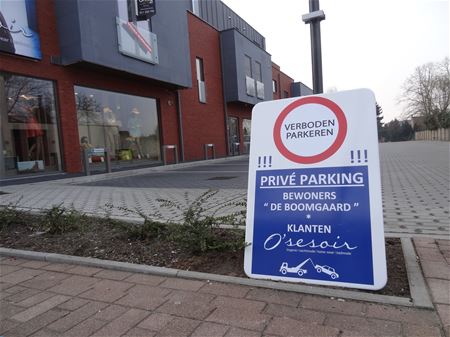 VERBODEN
PARKEREN
!!! !!!
PRIVÉ PARKING
BEWONERS
"DE BOOMGAARD"
*
KLANTEN
O'sesoir